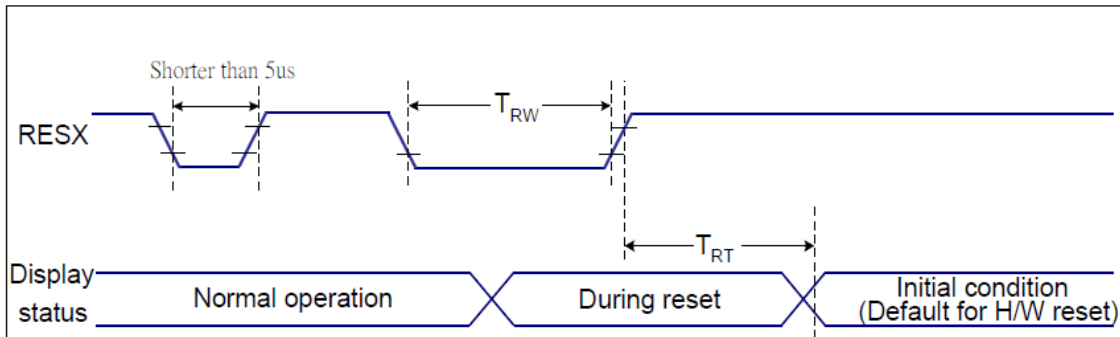 Shorter than 5us
RESX
TRW
TRT
Display
status
Normal operation
During reset
Initial condition
(Default for H/W reset)